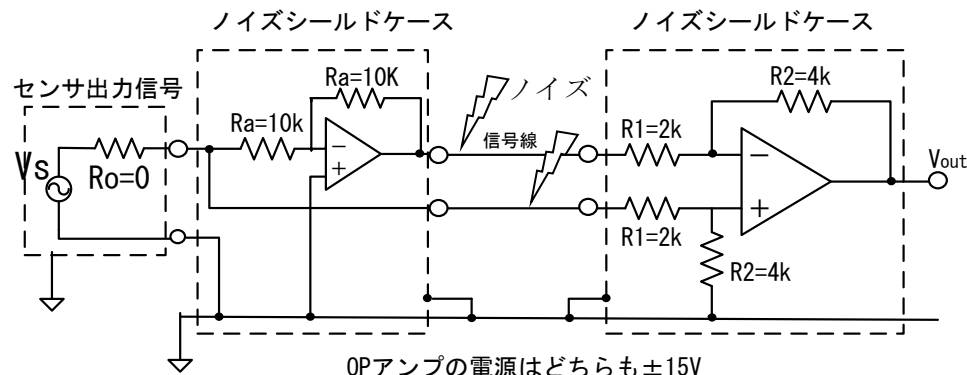 ノイズシールドケース
ノイズシールドケース
センサ出力信号
Ra=10K
Ra=10k
ノイズ
信号線
R2=4k
R1=2k
Vs
Ro=0
Vout
R1=2k
R2=4k
−
+
−
+
OPアンプの電源はどちらも±15V